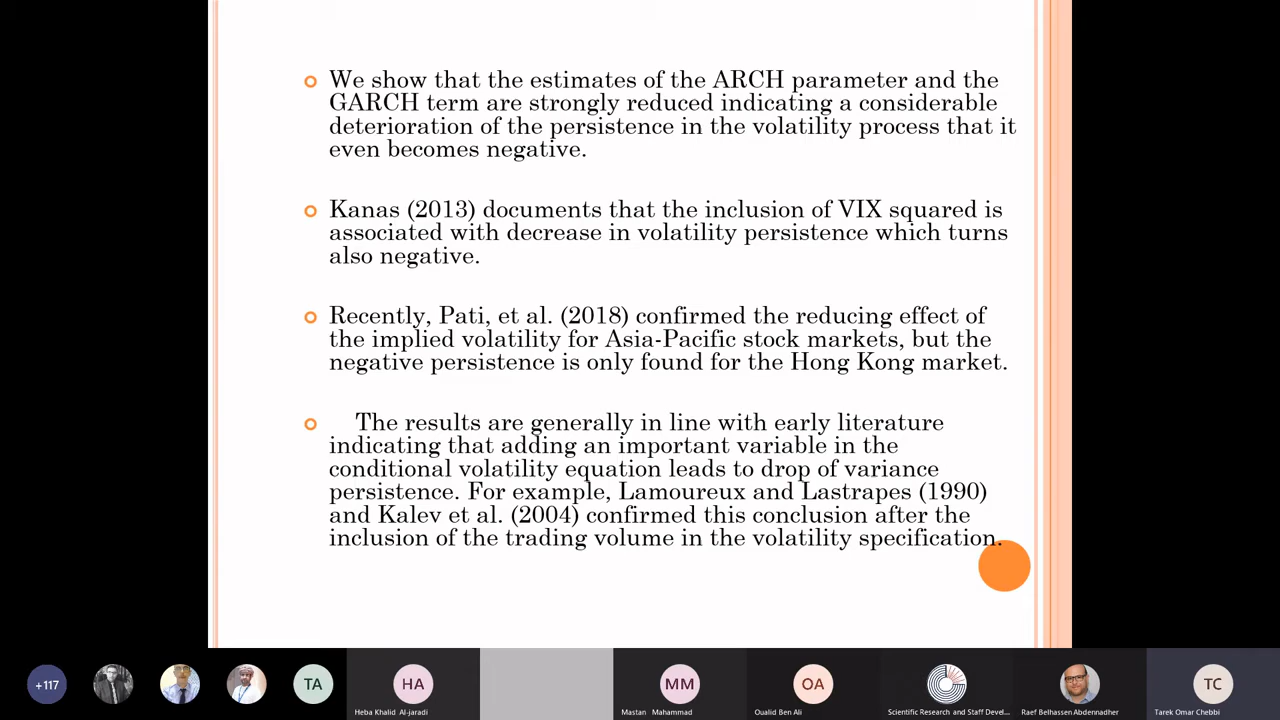 We show that the estimates of the ARCH parameter and the
GARCH term are strongly reduced indicating a considerable
deterioration of the persistence in the volatility process that it
even becomes negative.
Kanas (2013) documents that the inclusion of VIX squared is
associated with decrease in volatility persistence which turns
also negative.
Recently, Pati, et al. (2018) confirmed the reducing effect of
the implied volatility for Asia-Pacific stock markets, but the
negative persistence is only found for the Hong Kong market.
The results are generally in line with early literature
indicating that adding an important variable in the
conditional volatility equation leads to drop of variance
persistence. For example, Lamoureux and Lastrapes (1990)
and Kalev et al. (2004) confirmed this conclusion after the
inclusion of the trading volume in the volatility specification.
+117
TA
HA
Heba Khalid Al-jaradi
MM
Mastan Mahammad
OA
Oualid Ben Ali
Scientific Research and Staff Devel...
Raef Belhassen Abdennadher
TC
Tarek Omar Chebbi